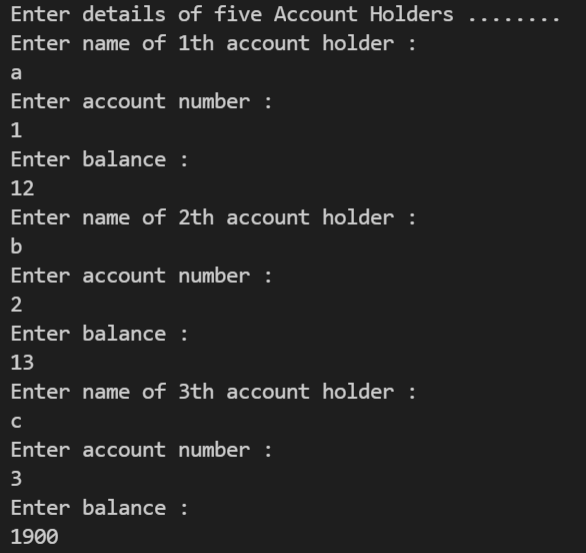 Enter details of five Account Holders ........
Enter name of 1th account holder :
a
Enter account number :
1
Enter balance :
12
Enter name of 2th account holder :
b
Enter account number :
2
Enter balance :
13
Enter name of 3th account holder :
c
Enter account number :
3
Enter balance :
1900